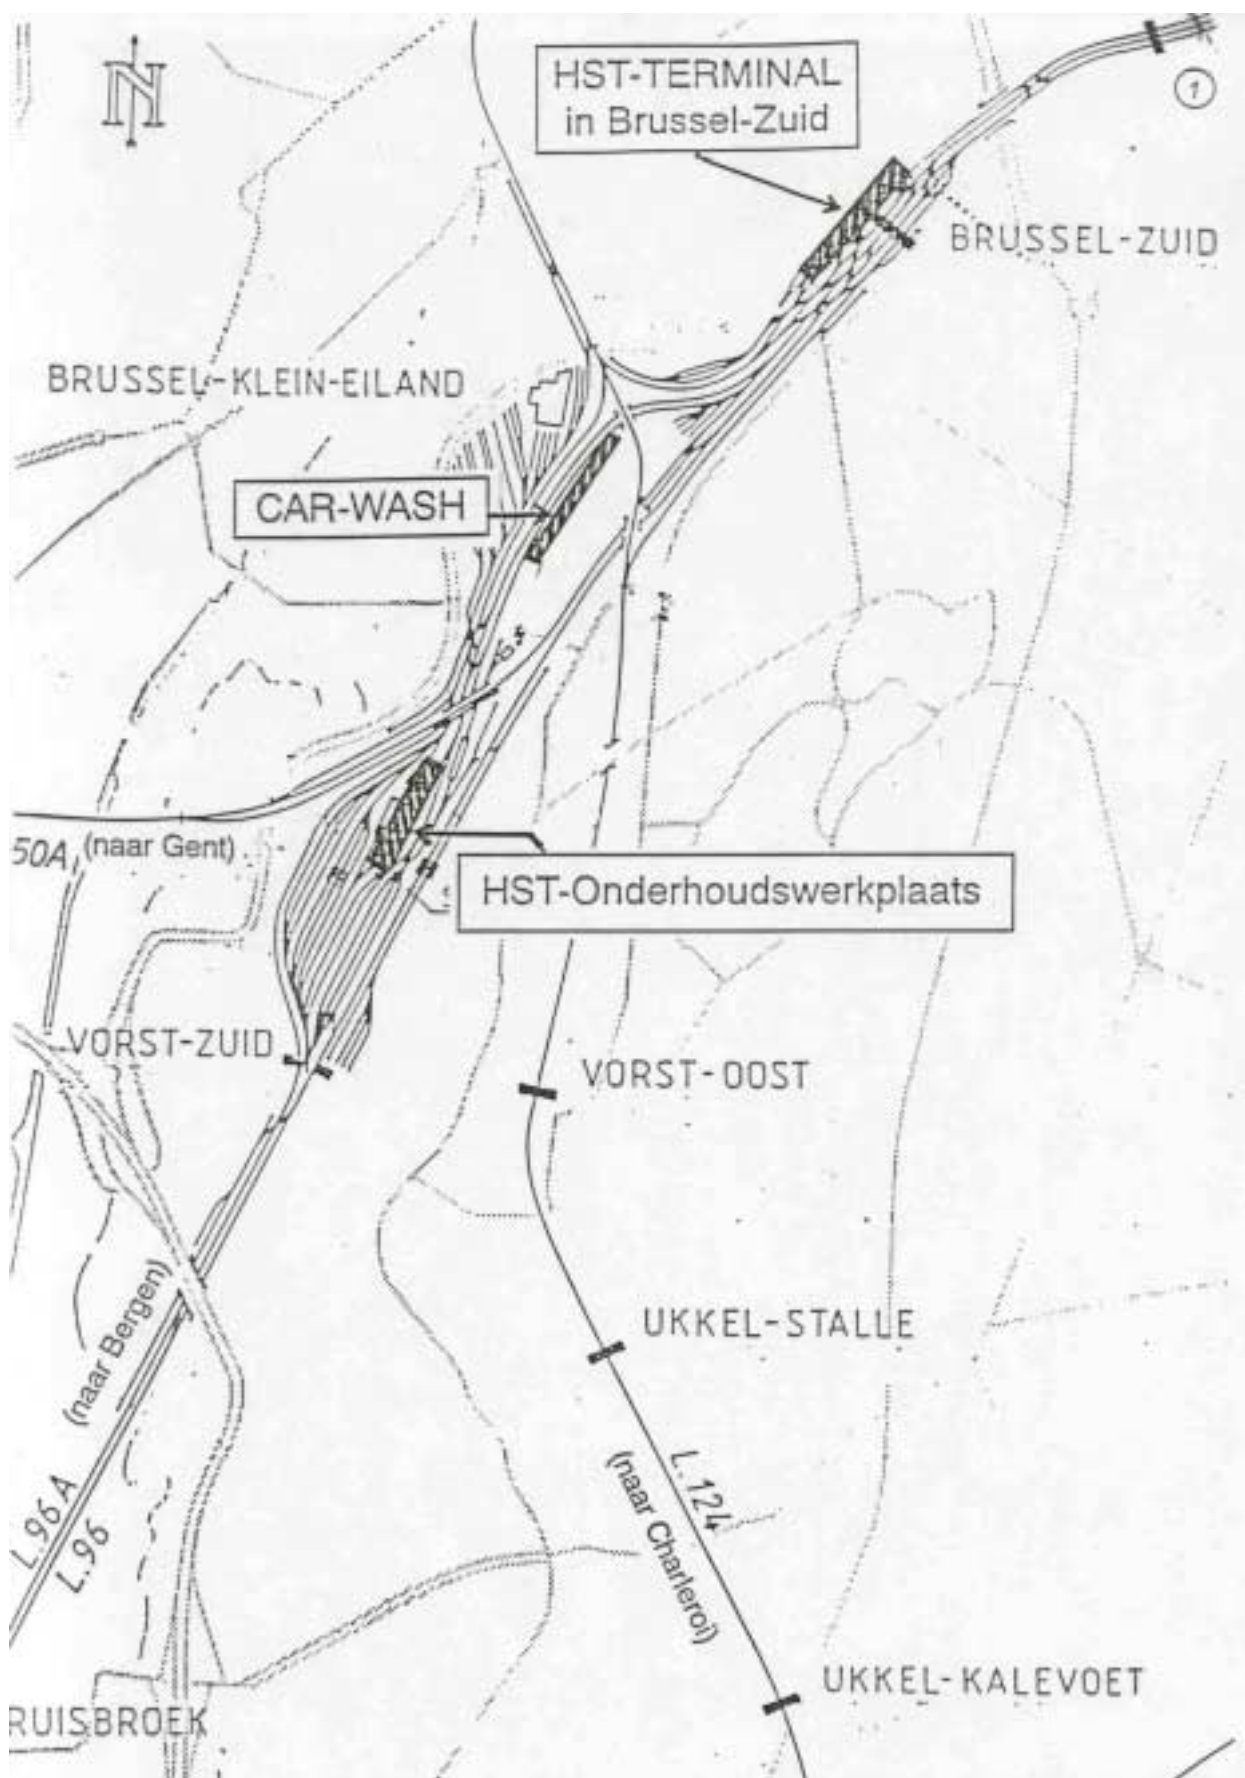 N
HST-TERMINAL
in Brussel-Zuid
1
BRUSSEL-ZUID
BRUSSEL-KLEIN-EILAND
CAR-WASH
50A (naar Gent)
HST-Onderhoudswerkplaats
VORST-ZUID
VORST-OOST
UKKEL-STALLE
(naar Bergen)
L.96A
L.96
L.124
(naar Charleroi)
UKKEL-KALEVOET
RUISBROEK